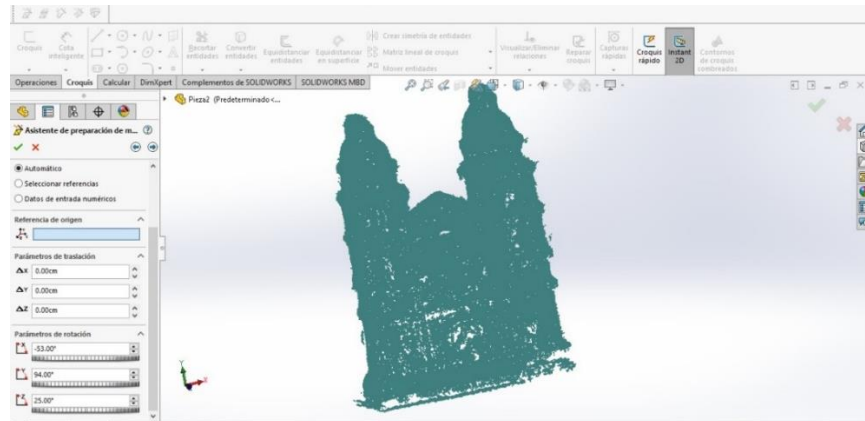 Croquis
Cota inteligente
Recortar entidades
Convertir entidades
Equidistanciar entidades
Equidistanciar en superficie
Crear simetría de entidades
Matriz lineal de croquis
Mover entidades
Visualizar/Eliminar relaciones
Reparar croquis
Capturas rápidas
Croquis rápido
Instant 2D
Contornos de croquis sombreados
Operaciones Croquis Calcular DimXpert Complementos de SOLIDWORKS SOLIDWORKS MBD
Pieza2 (Predeterminado<...
Asistente de preparación de m...
Automático
Seleccionar referencias
Datos de entrada numéricos
Referencia de origen
Parámetros de traslación
ΔX 0.00cm
ΔY 0.00cm
ΔZ 0.00cm
Parámetros de rotación
X -53.00°
Y 94.00°
Z 25.00°